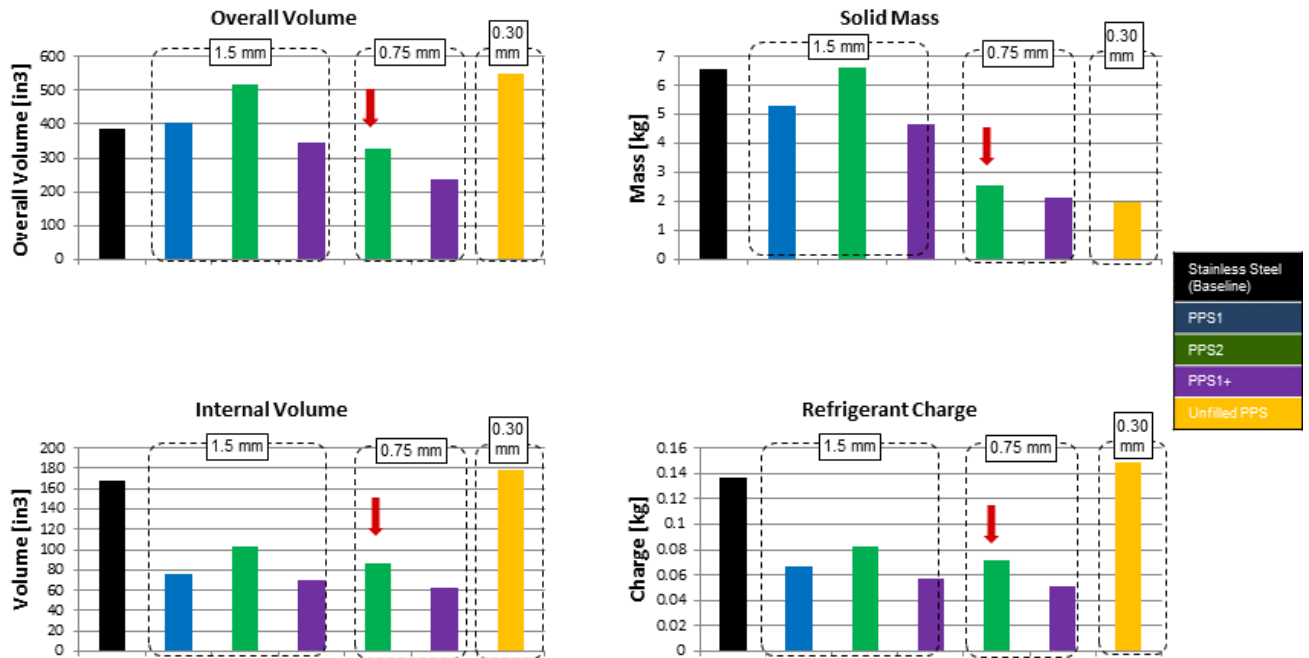 Overall Volume
0.30
mm
1.5 mm
0.75 mm
Overall Volume [in3]
600
500
400
300
200
100
0
Solid Mass
0.30
mm
1.5 mm
0.75 mm
Mass [kg]
7
6
5
4
3
2
1
0
Stainless Steel
(Baseline)
PPS1
PPS2
PPS1+
Unfilled PPS
Internal Volume
0.30
mm
1.5 mm
0.75 mm
Volume [in3]
200
180
160
140
120
100
80
60
40
20
0
Refrigerant Charge
0.30
mm
1.5 mm
0.75 mm
Charge [kg]
0.16
0.14
0.12
0.1
0.08
0.06
0.04
0.02
0